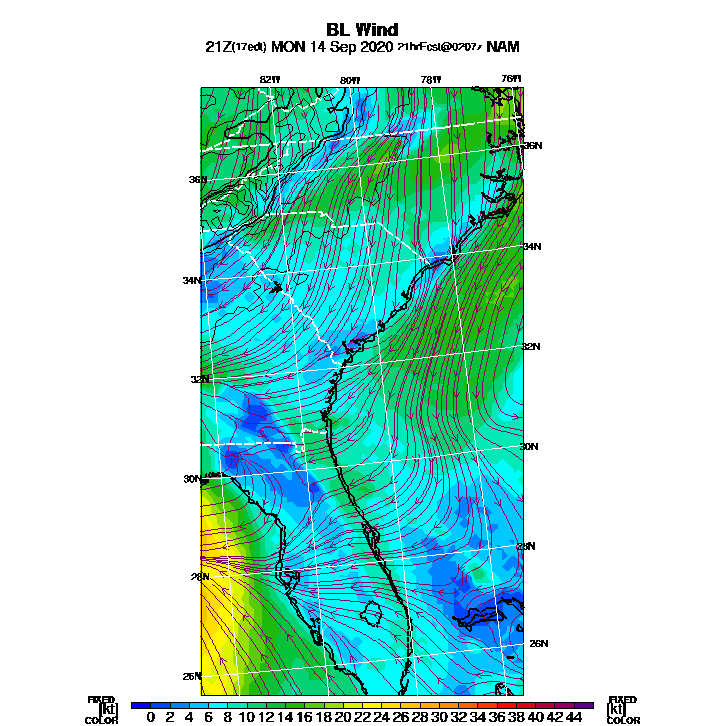 BL Wind
21Z(17edt) MON 14 Sep 2020 21hrFcst@0207z NAM
82W 80W 78W 76W
36N
36N
34N
34N
32N
32N
30N
30N
28N
28N
26N
26N
FIXED FIXED
[kt] 0 2 4 6 8 10 12 14 16 18 20 22 24 26 28 30 32 34 36 38 40 42 44 [kt]
COLOR COLOR